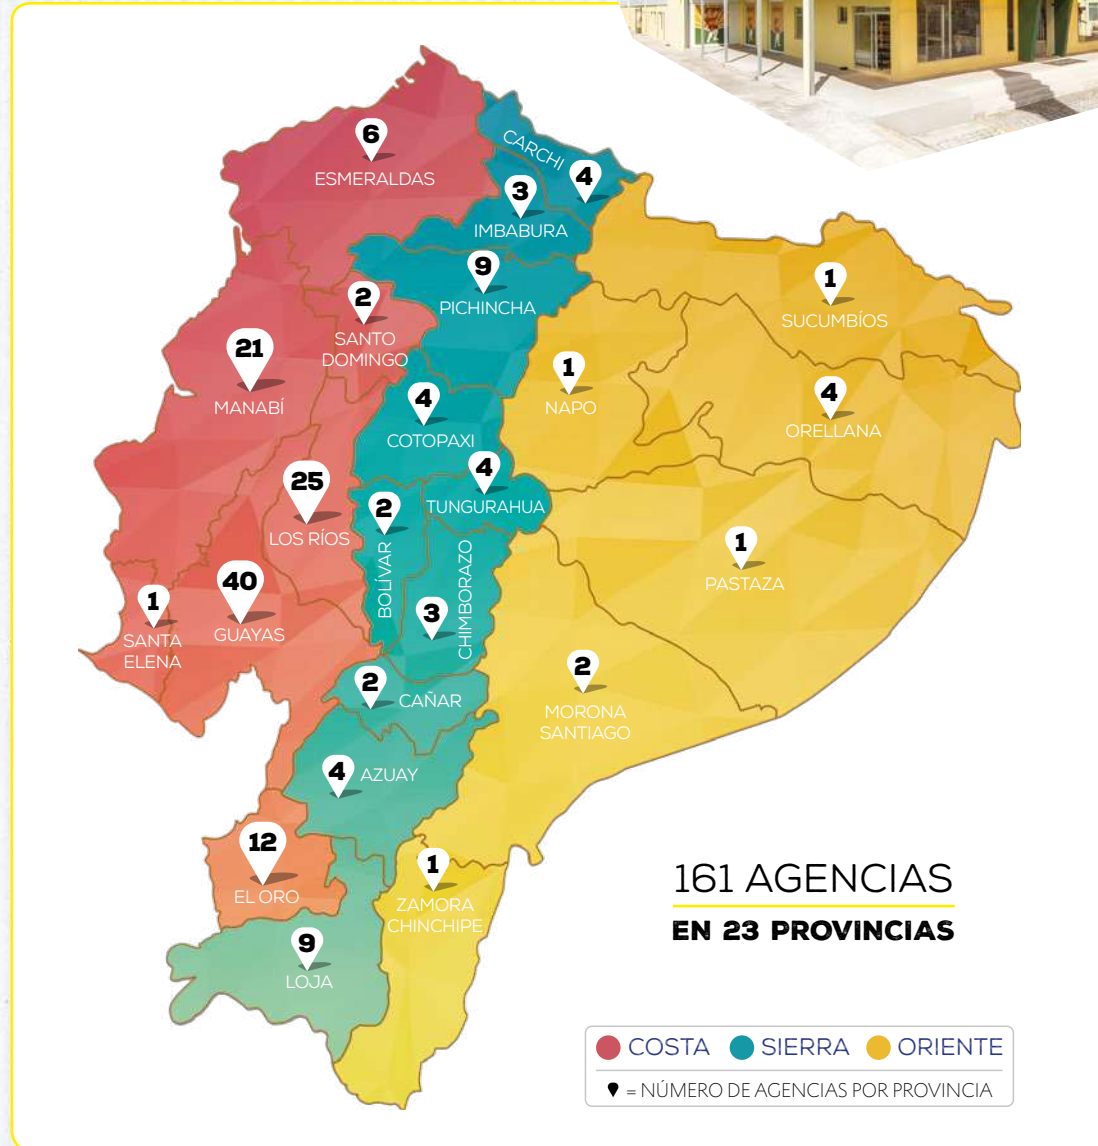 6
ESMERALDAS
CARCHI
4
3
IMBABURA
9
PICHINCHA
1
SUCUMBÍOS
2
SANTO
DOMINGO
21
MANABÍ
1
NAPO
4
ORELLANA
4
COTOPAXI
4
TUNGURAHUA
25
LOS RÍOS
2
BOLÍVAR
1
PASTAZA
40
GUAYAS
1
SANTA
ELENA
3
CHIMBORAZO
2
CAÑAR
2
MORONA
SANTIAGO
4
AZUAY
12
EL ORO
1
ZAMORA
CHINCHIPE
9
LOJA
161 AGENCIAS
EN 23 PROVINCIAS
COSTA SIERRA ORIENTE
= NÚMERO DE AGENCIAS POR PROVINCIA